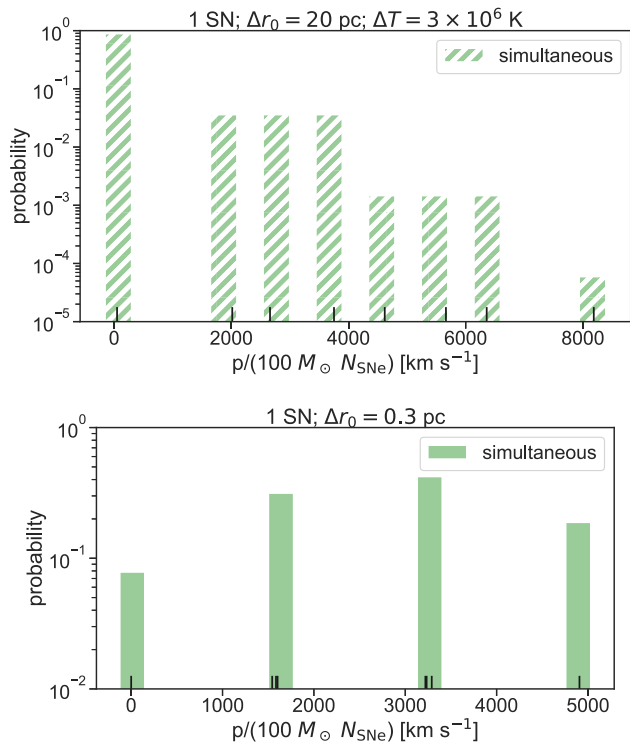 1 SN; Δr₀ = 20 pc; ΔT = 3 × 10⁶ K
simultaneous
10⁰
10⁻¹
10⁻²
10⁻³
10⁻⁴
10⁻⁵
probability
0 2000 4000 6000 8000
p/(100 M⊙ N_SNe) [km s⁻¹]
1 SN; Δr₀ = 0.3 pc
simultaneous
10⁰
10⁻¹
10⁻²
probability
0 1000 2000 3000 4000 5000
p/(100 M⊙ N_SNe) [km s⁻¹]